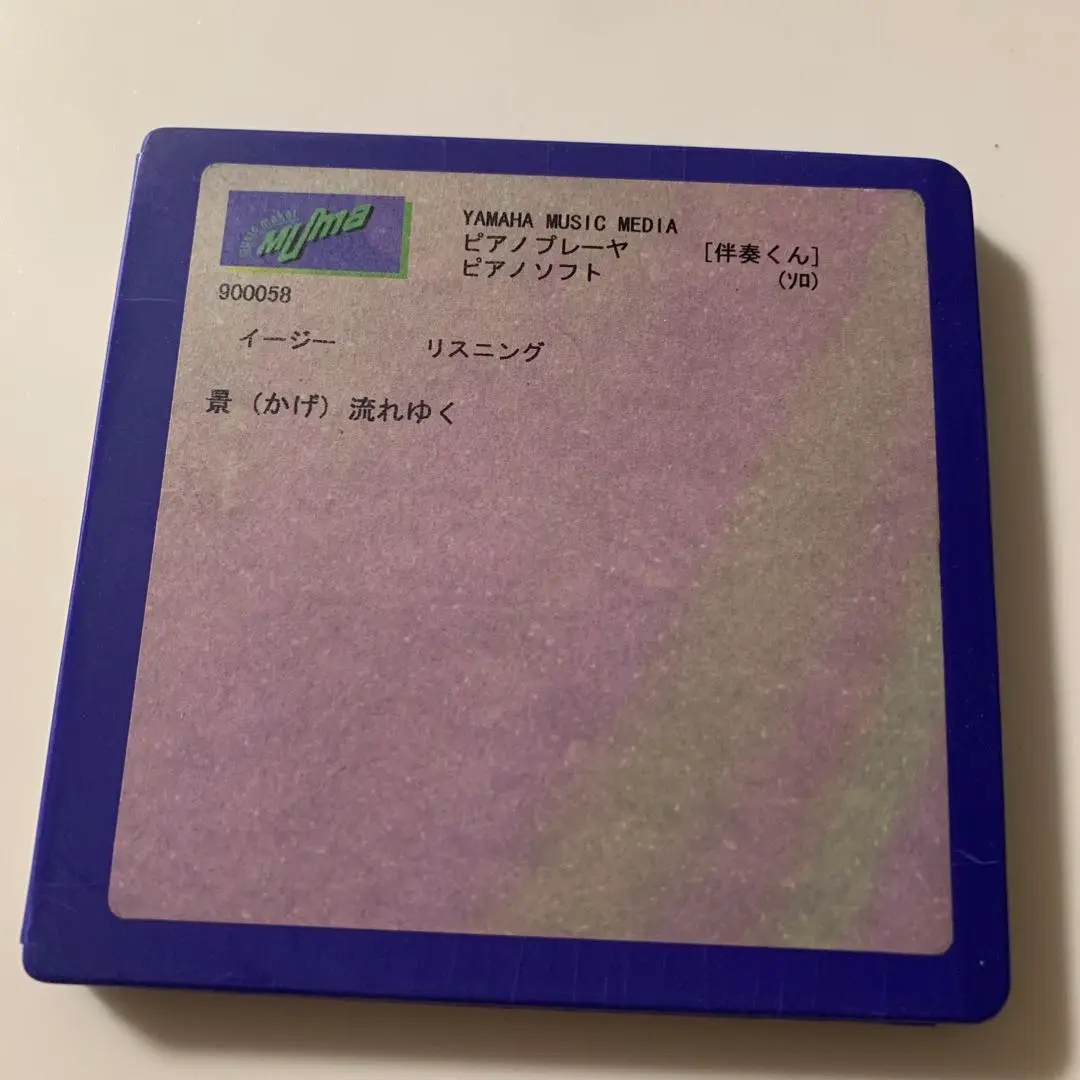 music maker
MUma
YAMAHA MUSIC MEDIA
ピアノプレーヤ [伴奏くん]
ピアノソフト (ソロ)
900058
イージー リスニング
景 (かげ) 流れゆく